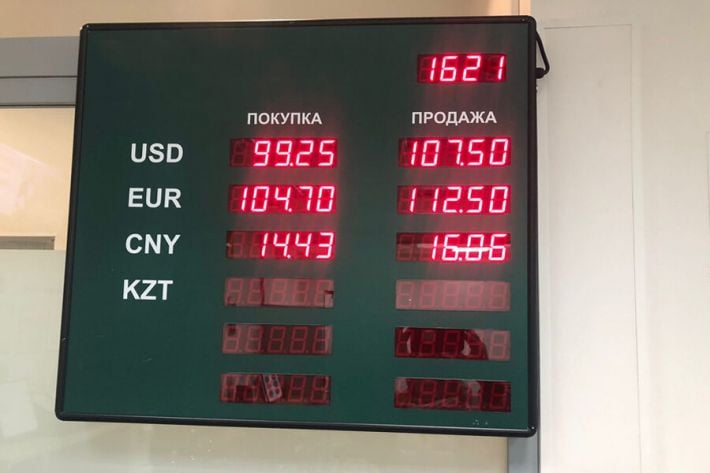 1621
ПОКУПКА ПРОДАЖА
USD 99.25 107.50
EUR 104.70 112.50
CNY 14.43 16.06
KZT